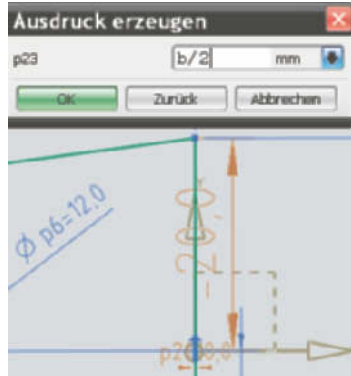 Ausdruck erzeugen
p23 b/2 mm
OK Zurück Abbrechen
Ø p6=12,0